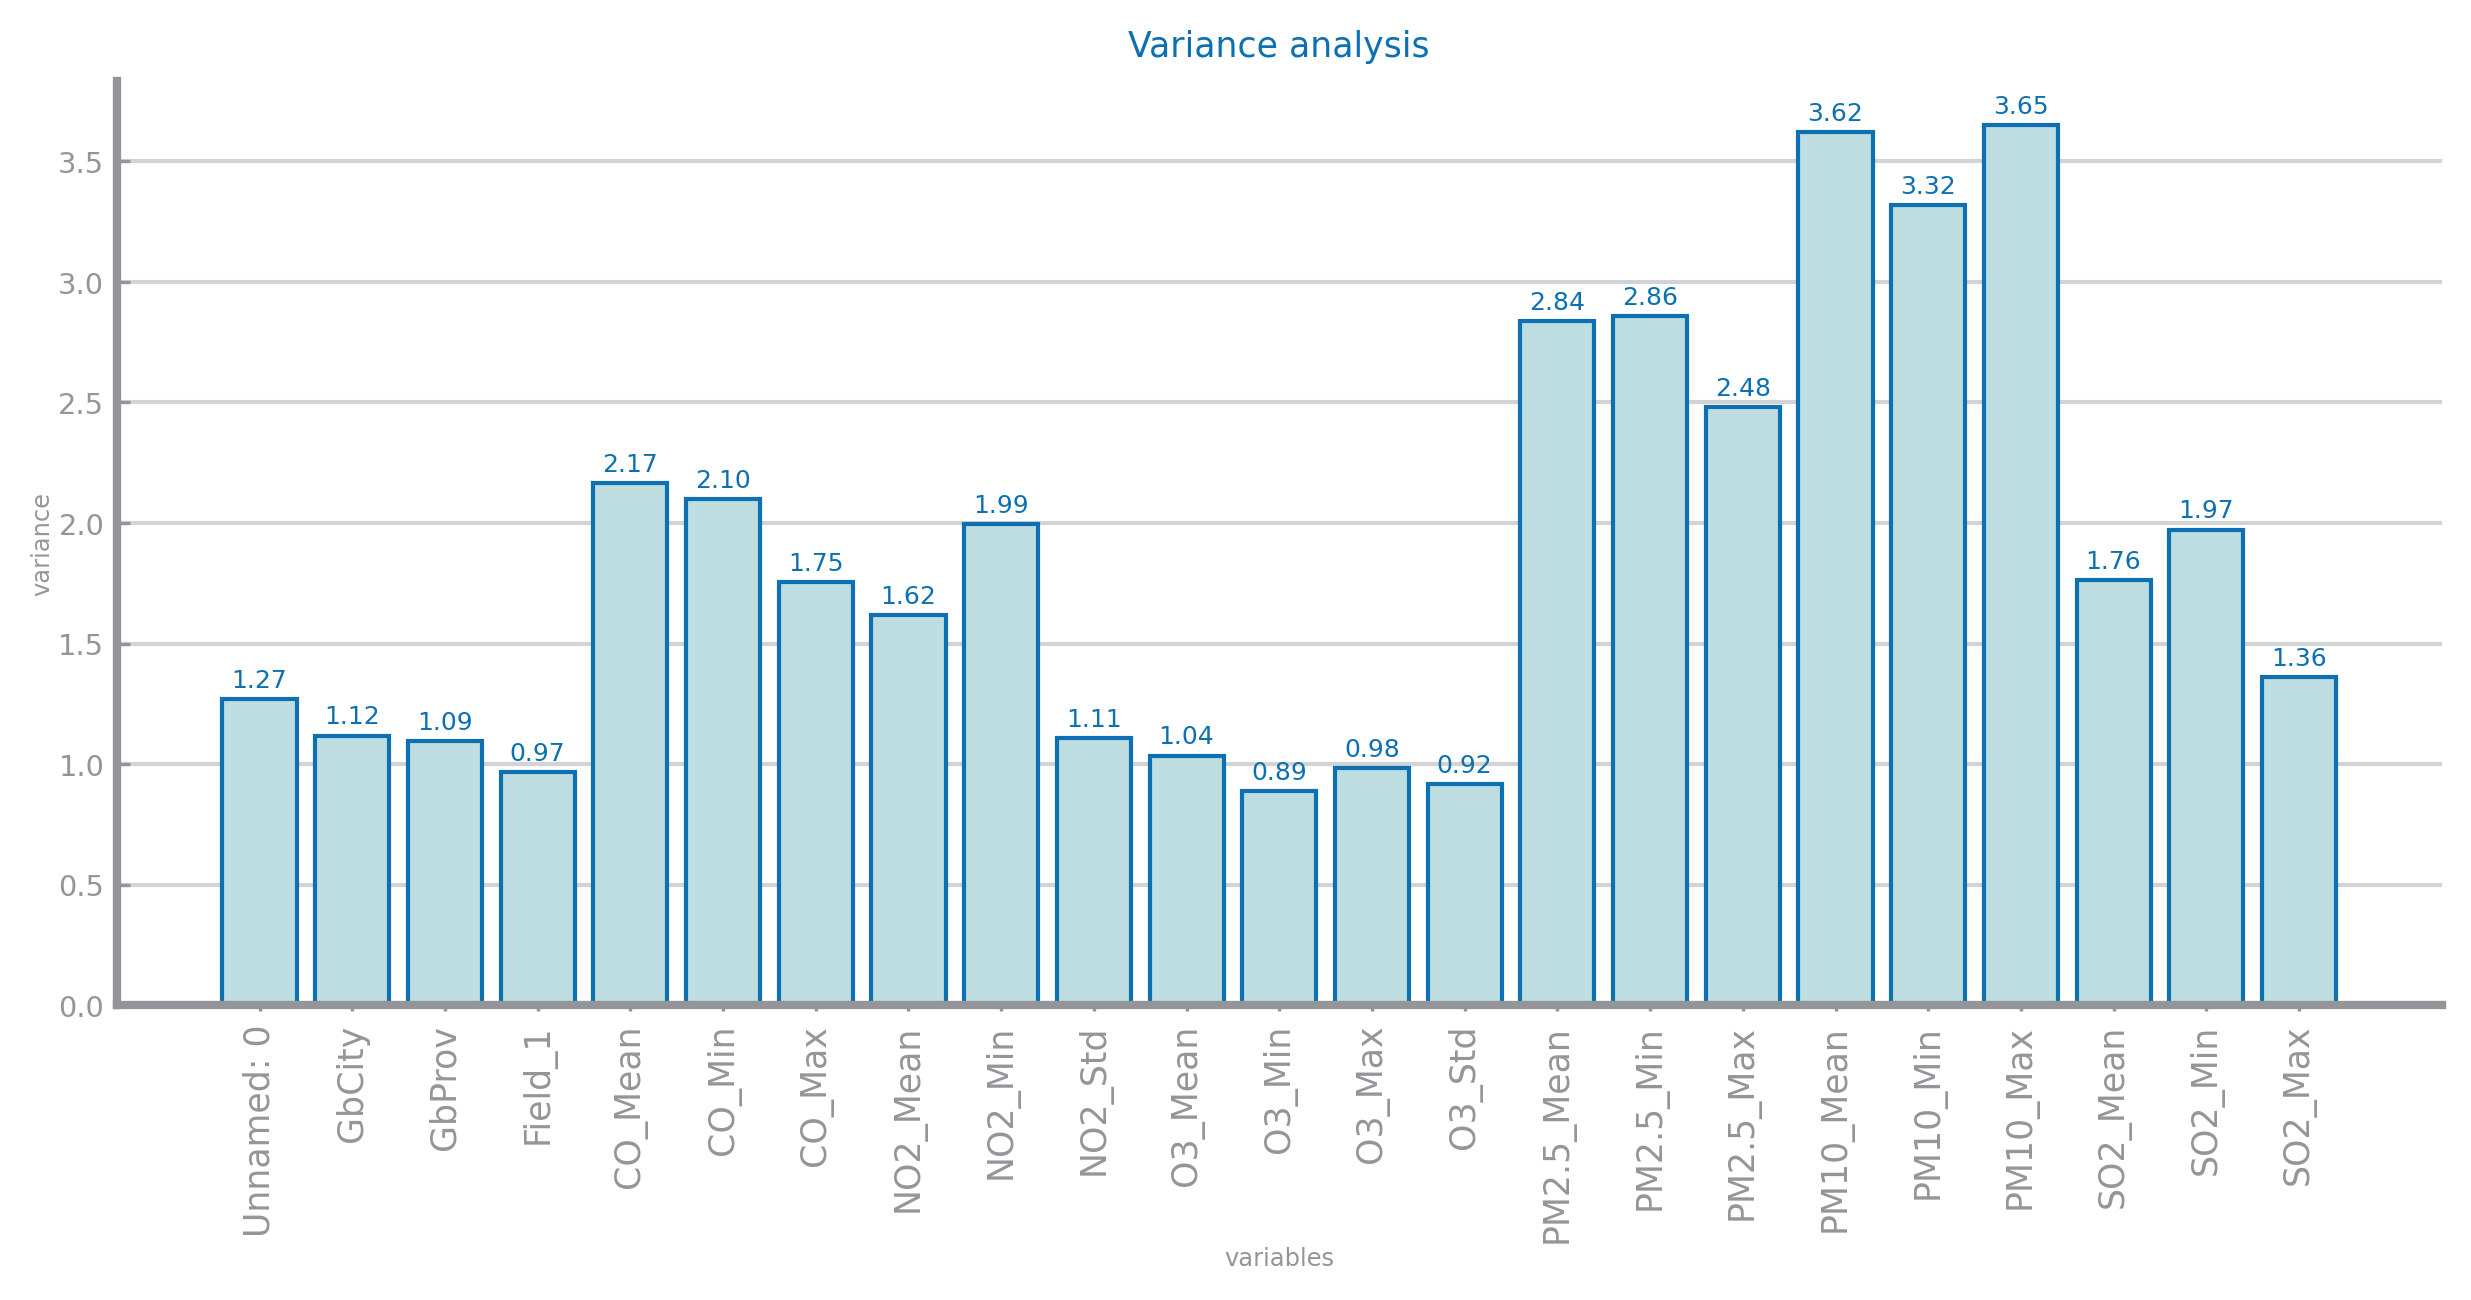 Variance analysis
variance
3.5
3.0
2.5
2.0
1.5
1.0
0.5
0.0
1.27
1.12
1.09
0.97
2.17
2.10
1.75
1.62
1.99
1.11
1.04
0.89
0.98
0.92
2.84
2.86
2.48
3.62
3.32
3.65
1.76
1.97
1.36
Unnamed: 0
GbCity
GbProv
Field_1
CO_Mean
CO_Min
CO_Max
NO2_Mean
NO2_Min
NO2_Std
O3_Mean
O3_Min
O3_Max
O3_Std
PM2.5_Mean
PM2.5_Min
PM2.5_Max
PM10_Mean
PM10_Min
PM10_Max
SO2_Mean
SO2_Min
SO2_Max
variables